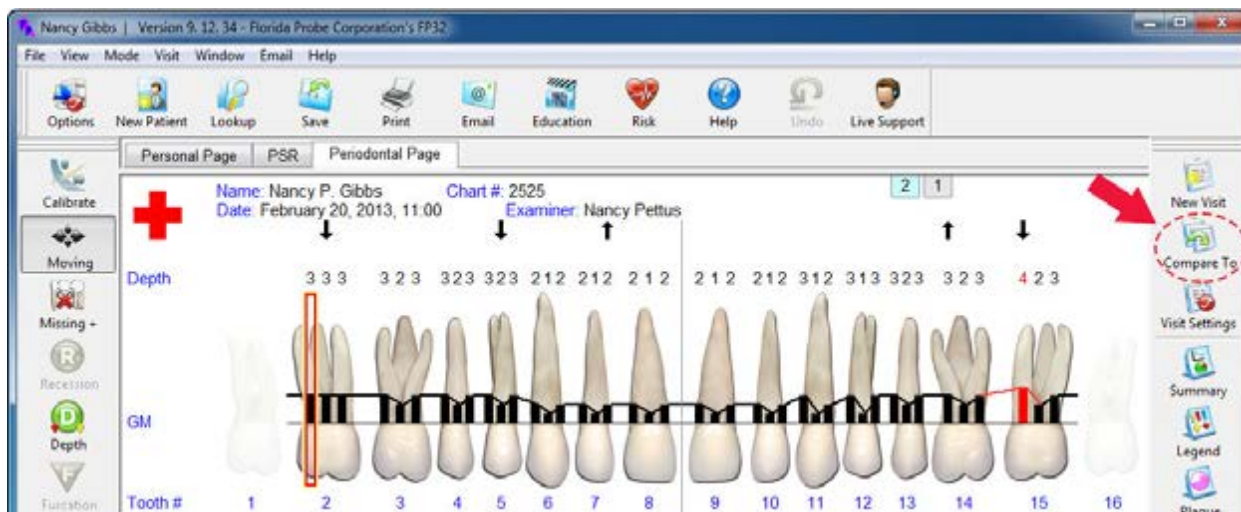 Nancy Gibbs | Version 9. 12. 34 - Florida Probe Corporation's FP32
File View Mode Visit Window Email Help
Options New Patient Lookup Save Print Email Education Risk Help Undo Live Support
Personal Page PSR Periodontal Page
Calibrate
Moving
Missing +
R
Recession
D
Depth
F
Furcation
Name: Nancy P. Gibbs Chart #: 2525 2 1
Date: February 20, 2013, 11:00 Examiner: Nancy Pettus
Depth 3 3 3 3 2 3 3 2 3 3 2 3 2 1 2 2 1 2 2 1 2 2 1 2 2 1 2 3 1 2 3 1 3 3 2 3 3 2 3 4 2 3
GM
Tooth # 1 2 3 4 5 6 7 8 9 10 11 12 13 14 15 16
New Visit
Compare To
Visit Settings
Summary
Legend
Plaque